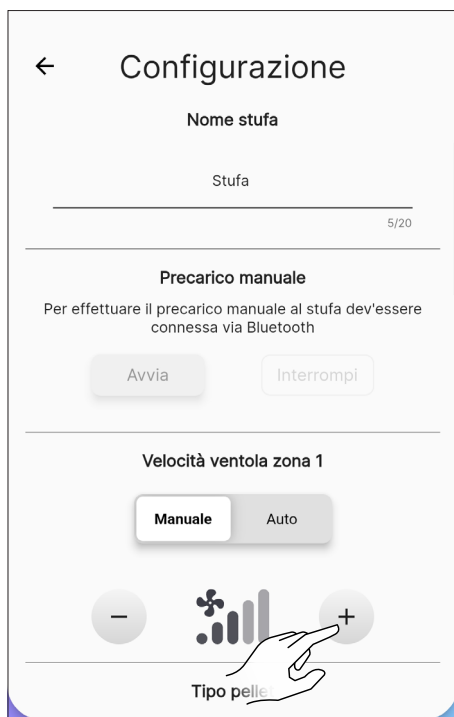 Configurazione
Nome stufa
Stufa
5/20
Precarico manuale
Per effettuare il precarico manuale al stufa dev'essere
connessa via Bluetooth
Avvia
Interrompi
Velocità ventola zona 1
Manuale
Auto
Tipo pellet